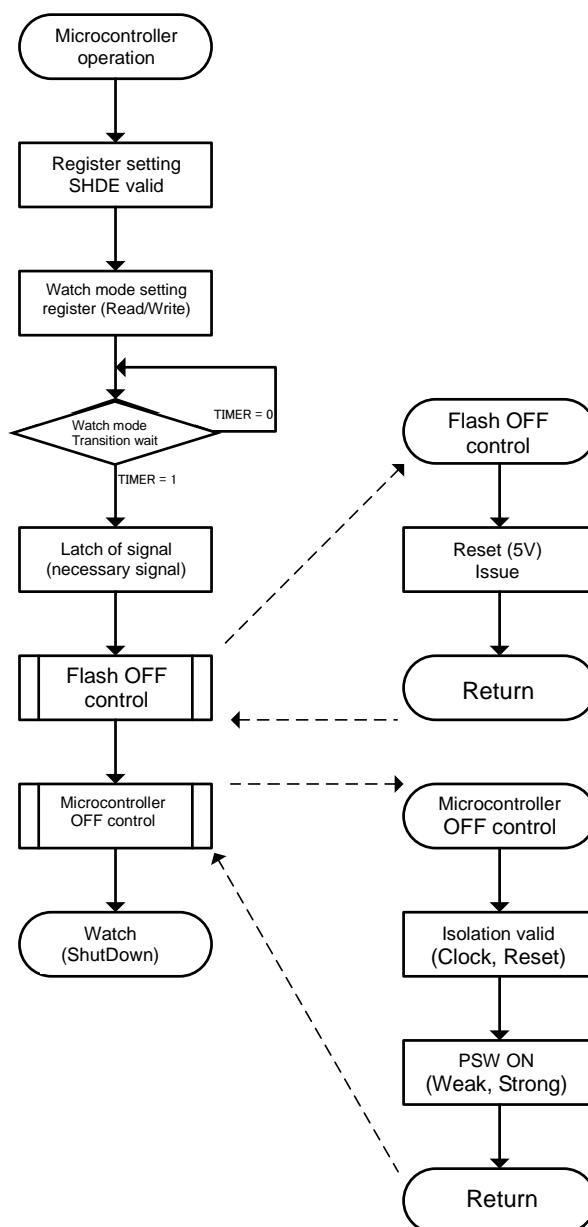 Microcontroller
operation
Register setting
SHDE valid
Watch mode setting
register (Read/Write)
TIMER = 0
Watch mode
Transition wait
TIMER = 1
Latch of signal
(necessary signal)
Flash OFF
control
Microcontroller
OFF control
Watch
(ShutDown)
Flash OFF
control
Reset (5V)
Issue
Return
Microcontroller
OFF control
Isolation valid
(Clock, Reset)
PSW ON
(Weak, Strong)
Return